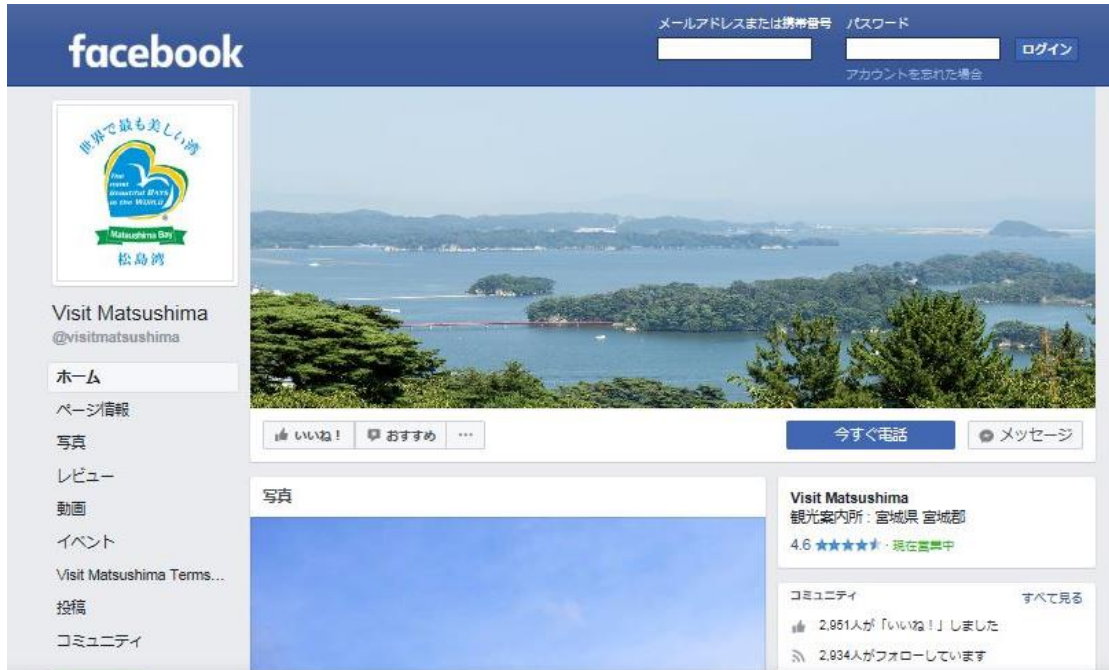 facebook
メールアドレスまたは携帯番号 パスワード
ログイン
アカウントを忘れた場合
世界で最も美しい湾
The
most
Beautiful BAYS
in the WORLD
Matsushima Bay
松島湾
Visit Matsushima
@visitmatsushima
ホーム
ページ情報
写真
レビュー
動画
イベント
Visit Matsushima Terms...
投稿
コミュニティ
いいね! おすすめ ...
今すぐ電話 メッセージ
写真
Visit Matsushima
観光案内所 : 宮城県 宮城郡
4.6 ★★★★★ · 現在営業中
コミュニティ すべて見る
2,951人が「いいね!」しました
2,934人がフォローしています